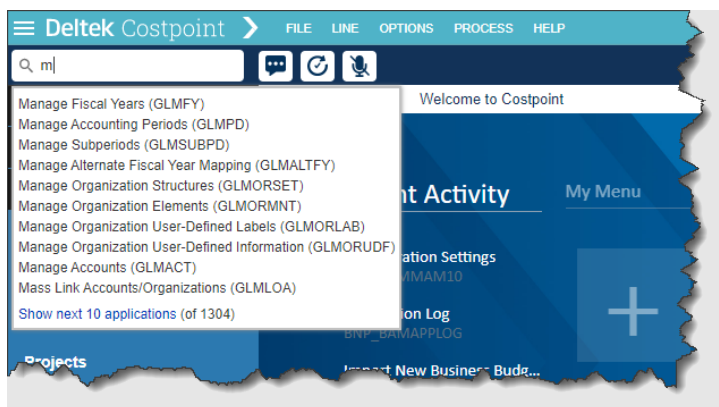 Deltek Costpoint FILE LINE OPTIONS PROCESS HELP
m
Manage Fiscal Years (GLMFY)
Welcome to Costpoint
Manage Accounting Periods (GLMPD)
Manage Subperiods (GLMSUBPD)
Manage Alternate Fiscal Year Mapping (GLMALTFY)
Manage Organization Structures (GLMORSET)
Manage Organization Elements (GLMORMNT)
Manage Organization User-Defined Labels (GLMORLAB)
Manage Organization User-Defined Information (GLMORUDF)
Manage Accounts (GLMACT)
Mass Link Accounts/Organizations (GLMLOA)
Show next 10 applications (of 1304)
nt Activity
My Menu
ation Settings
MMAM10
ion Log
BNP_BAMAPPLOG
New Business Budg...
Projects